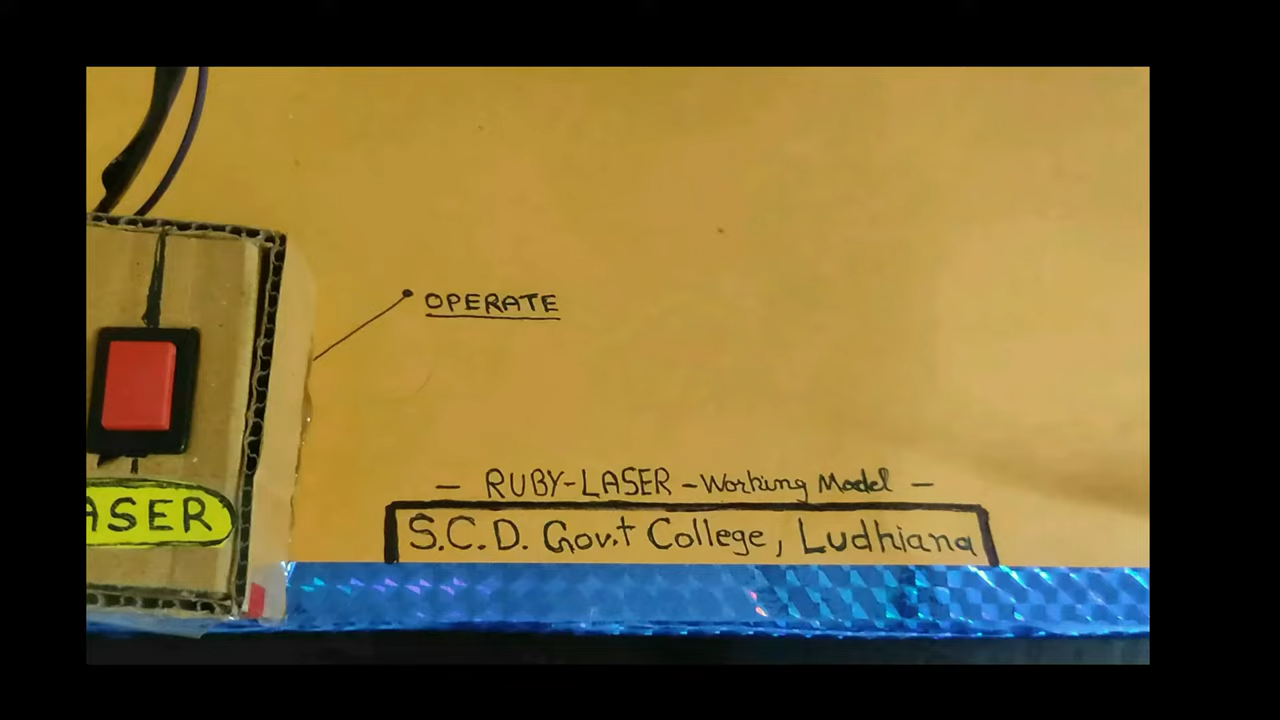 OPERATE
— RUBY-LASER - Working Model —
S.C.D. Gov.t College, Ludhiana
ASER